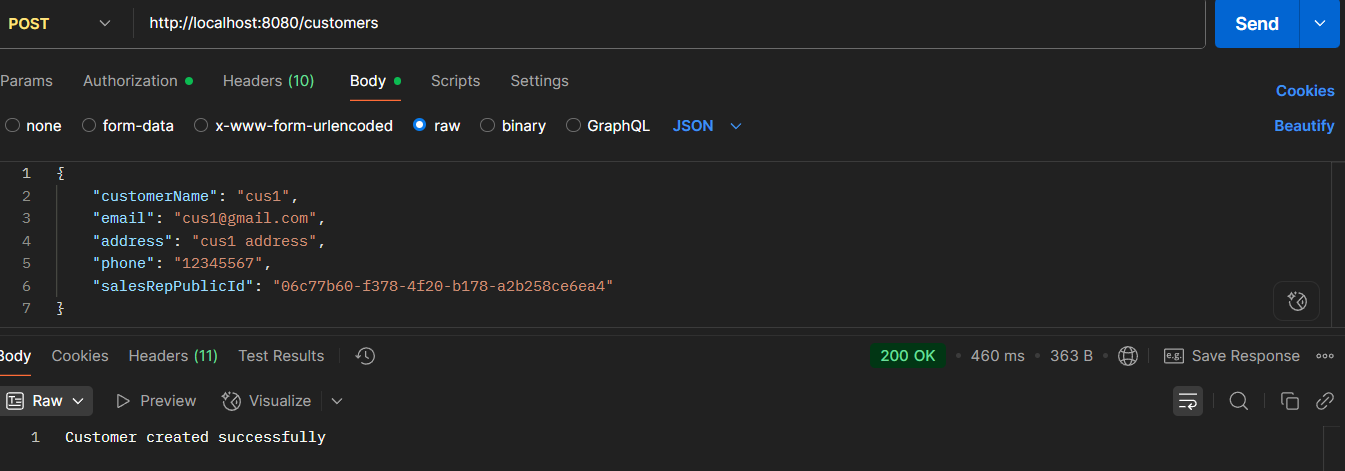 POST http://localhost:8080/customers Send
Params Authorization Headers (10) Body Scripts Settings Cookies
none form-data x-www-form-urlencoded raw binary GraphQL JSON Beautify
1 {
2 "customerName": "cus1",
3 "email": "cus1@gmail.com",
4 "address": "cus1 address",
5 "phone": "12345567",
6 "salesRepPublicId": "06c77b60-f378-4f20-b178-a2b258ce6ea4"
7 }
Body Cookies Headers (11) Test Results 200 OK • 460 ms • 363 B • e.g. Save Response
Raw Preview Visualize
1 Customer created successfully